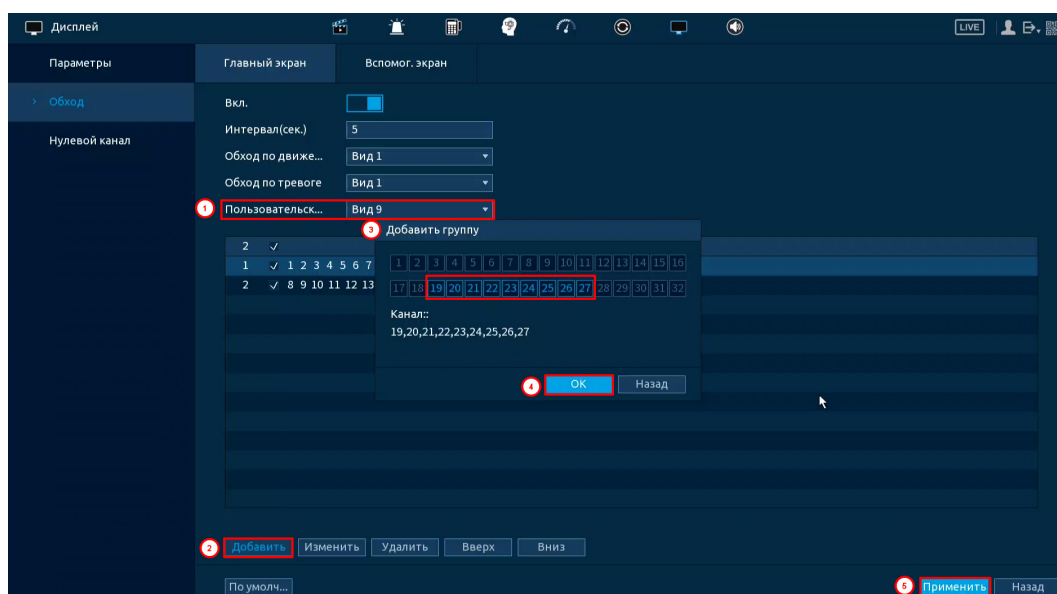 Дисплей
LIVE
Параметры
Обход
Нулевой канал
Главный экран
Вспомог. экран
Вкл.
Интервал(сек.) 5
Обход по движе... Вид 1
Обход по тревоге Вид 1
1 Пользовательск... Вид 9
3 Добавить группу
2
1 1 2 3 4 5 6 7
2 8 9 10 11 12 13
1 2 3 4 5 6 7 8 9 10 11 12 13 14 15 16
17 18 19 20 21 22 23 24 25 26 27 28 29 30 31 32
Канал::
19,20,21,22,23,24,25,26,27
4 OK Назад
2 Добавить Изменить Удалить Вверх Вниз
По умолч... 5 Применить Назад